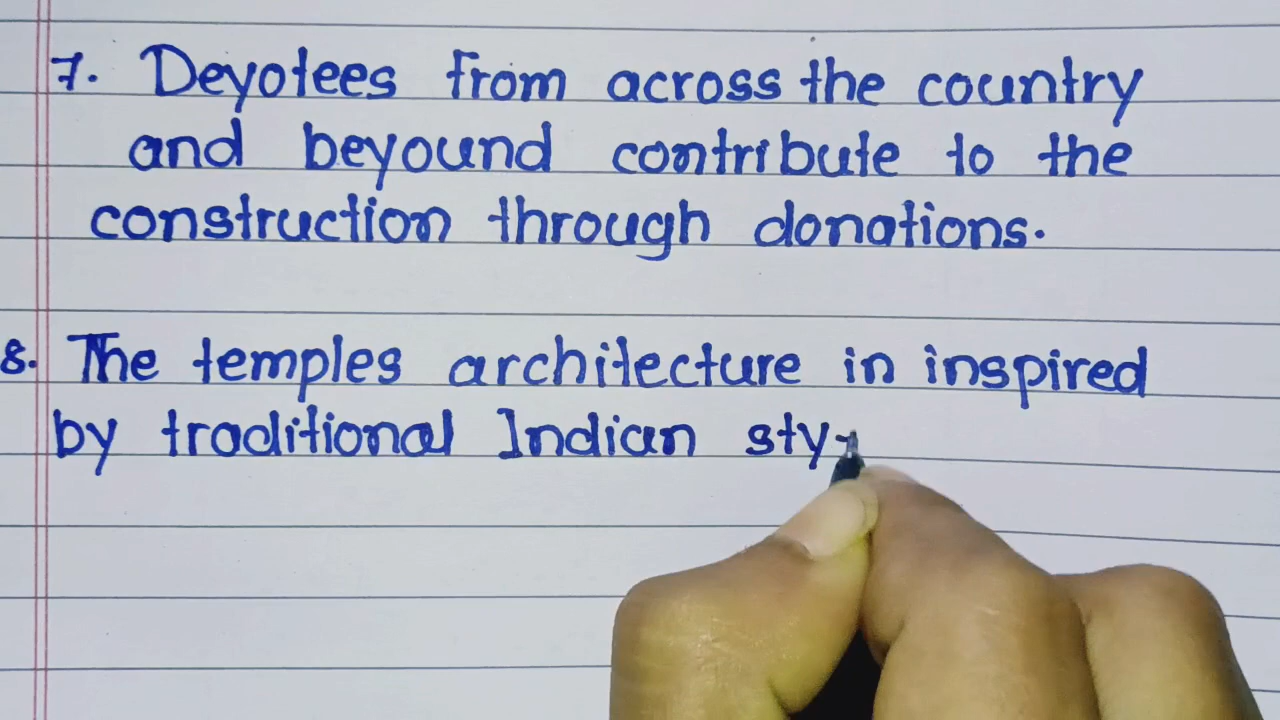 7. Devotees from across the country
and beyound contribute to the
construction through donations.
8. The temples architecture in inspired
by traditional Indian sty